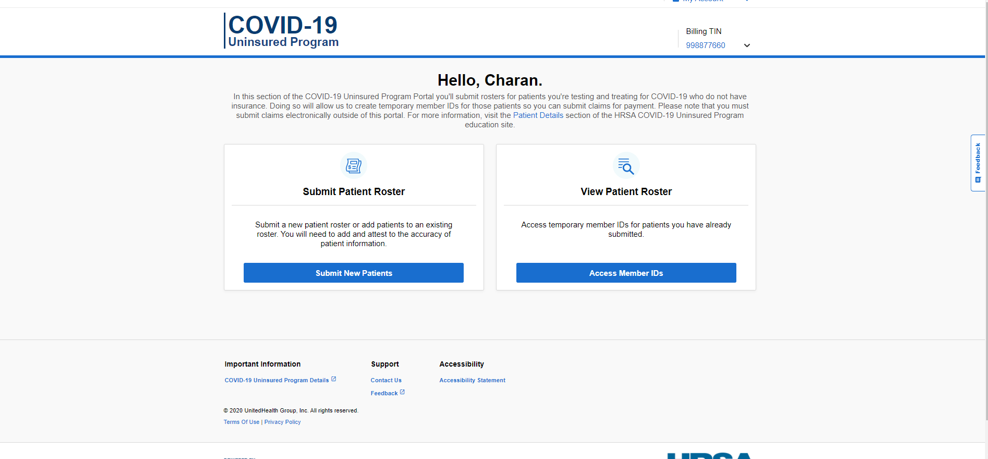 My Account
COVID-19
Uninsured Program
Billing TIN
998877660
Hello, Charan.
In this section of the COVID-19 Uninsured Program Portal you'll submit rosters for patients you're testing and treating for COVID-19 who do not have
insurance. Doing so will allow us to create temporary member IDs for those patients so you can submit claims for payment. Please note that you must
submit claims electronically outside of this portal. For more information, visit the Patient Details section of the HRSA COVID-19 Uninsured Program
education site.
Feedback
Submit Patient Roster
Submit a new patient roster or add patients to an existing
roster. You will need to add and attest to the accuracy of
patient information.
Submit New Patients
View Patient Roster
Access temporary member IDs for patients you have already
submitted.
Access Member IDs
Important Information
COVID-19 Uninsured Program Details
Support
Contact Us
Feedback
Accessibility
Accessibility Statement
© 2020 UnitedHealth Group, Inc. All rights reserved.
Terms Of Use | Privacy Policy
HRSA